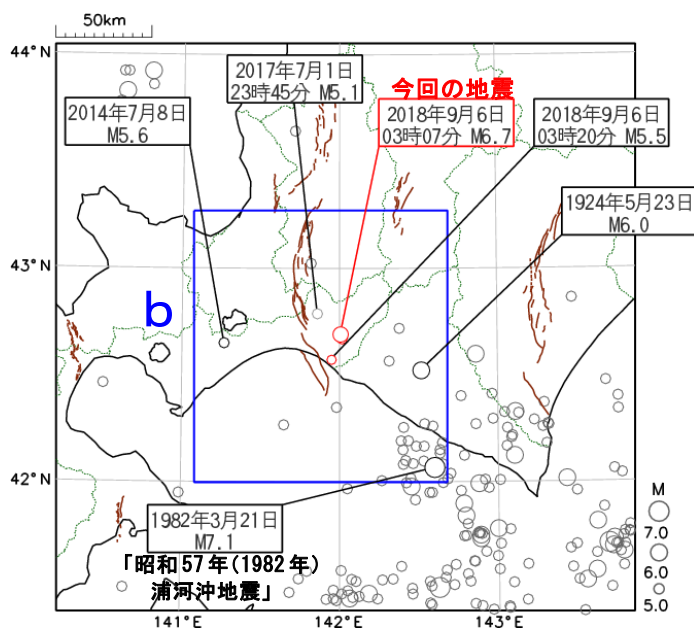 50km
44°N
2017年7月1日
23時45分 M5.1
今回の地震
2014年7月8日
M5.6
2018年9月6日
03時07分 M6.7
2018年9月6日
03時20分 M5.5
1924年5月23日
M6.0
43°N
b
42°N
1982年3月21日
M7.1
「昭和57年(1982年)
浦河沖地震」
M
7.0
6.0
5.0
141°E
142°E
143°E